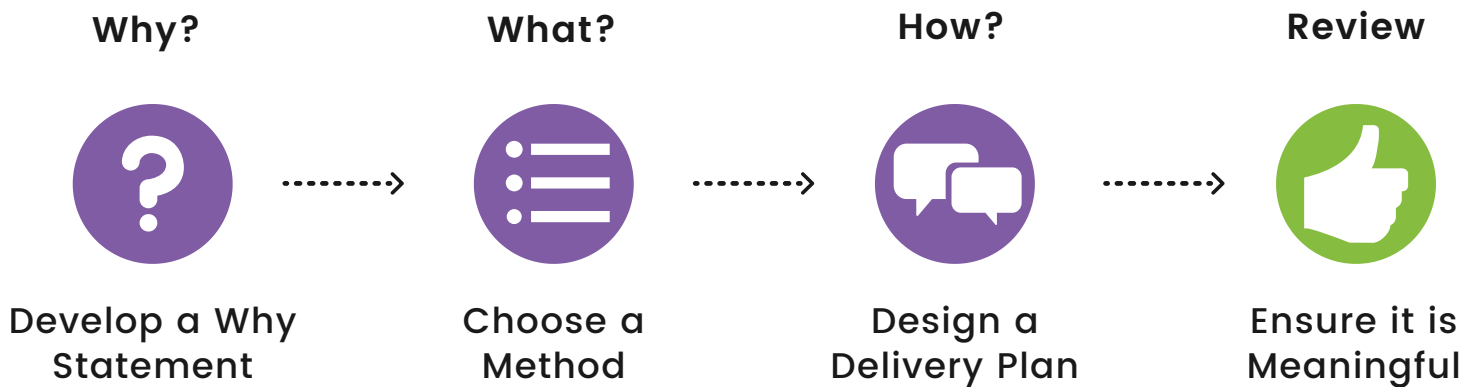 Why?
What?
How?
Review
Develop a Why
Statement
Choose a
Method
Design a
Delivery Plan
Ensure it is
Meaningful